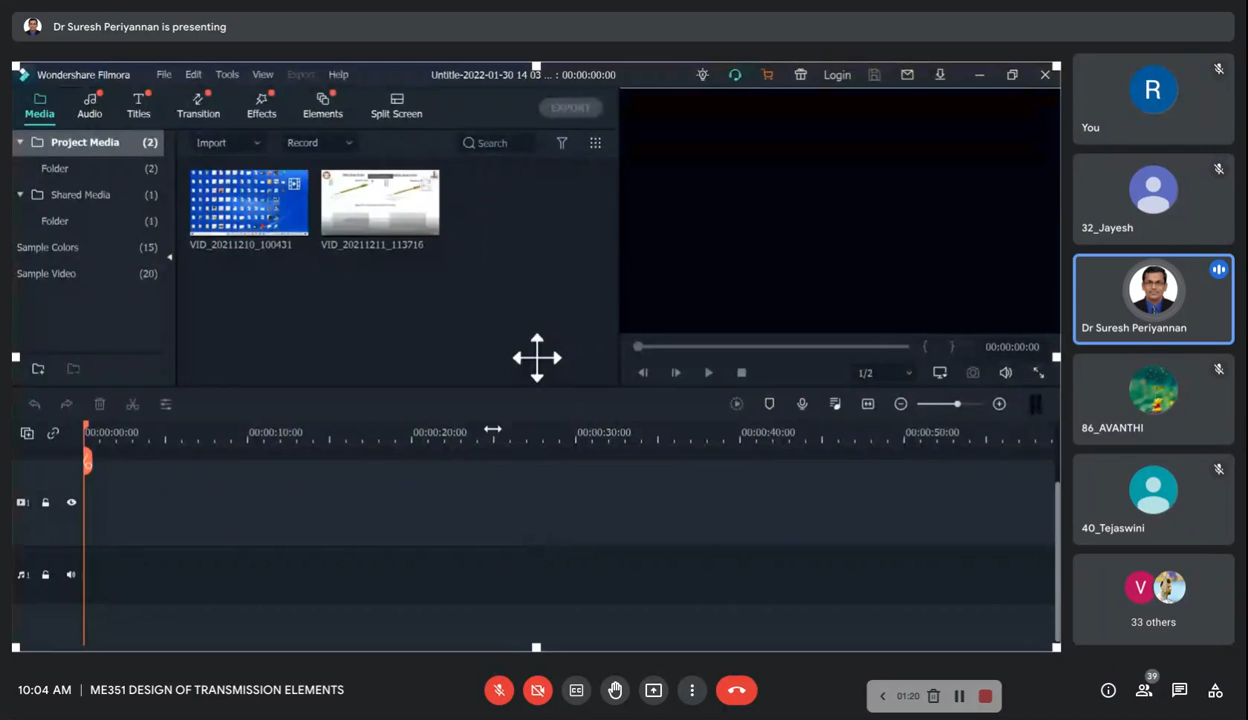 Dr Suresh Periyannan is presenting
Wondershare Filmora File Edit Tools View Export Help Untitle-2022-01-30 14 03 ... : 00:00:00:00 Login
Media Audio Titles Transition Effects Elements Split Screen EXPORT
Project Media (2) Import Record Search
Folder (2)
Shared Media (1)
Folder (1)
Sample Colors (15)
Sample Video (20)
VID_20211210_100431 VID_20211211_113716
00:00:00:00
1/2
00:00:00:00 00:00:10:00 00:00:20:00 00:00:30:00 00:00:40:00 00:00:50:00
1
1
R
You
32_Jayesh
Dr Suresh Periyannan
86_AVANTHI
40_Tejaswini
V
33 others
10:04 AM | ME351 DESIGN OF TRANSMISSION ELEMENTS
CC
01:20
39